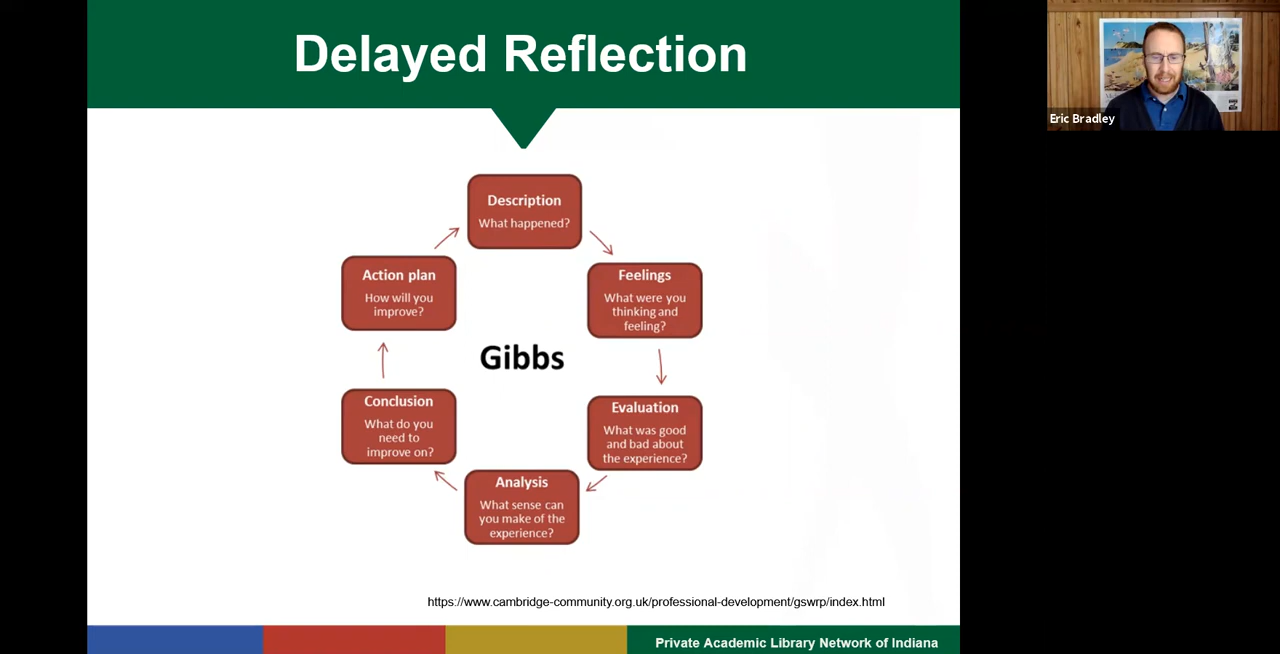 Delayed Reflection
Eric Bradley
Description
What happened?
Feelings
What were you
thinking and
feeling?
Evaluation
What was good
and bad about
the experience?
Analysis
What sense can
you make of the
experience?
Conclusion
What do you
need to
improve on?
Action plan
How will you
improve?
Gibbs
https://www.cambridge-community.org.uk/professional-development/gswrp/index.html
Private Academic Library Network of Indiana